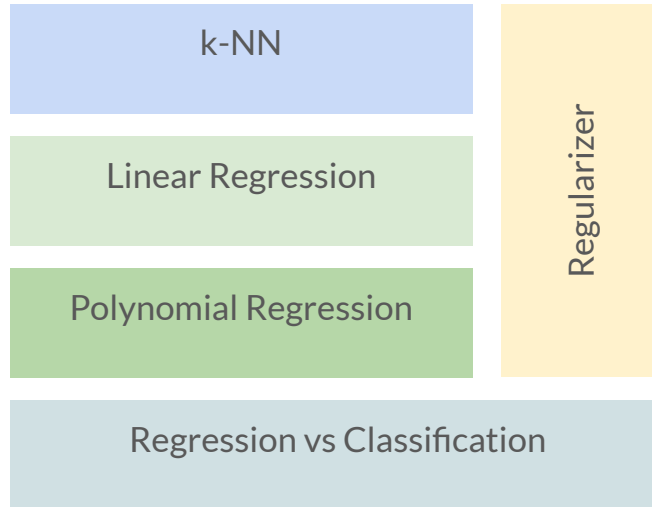 k-NN
Linear Regression
Polynomial Regression
Regularizer
Regression vs Classification